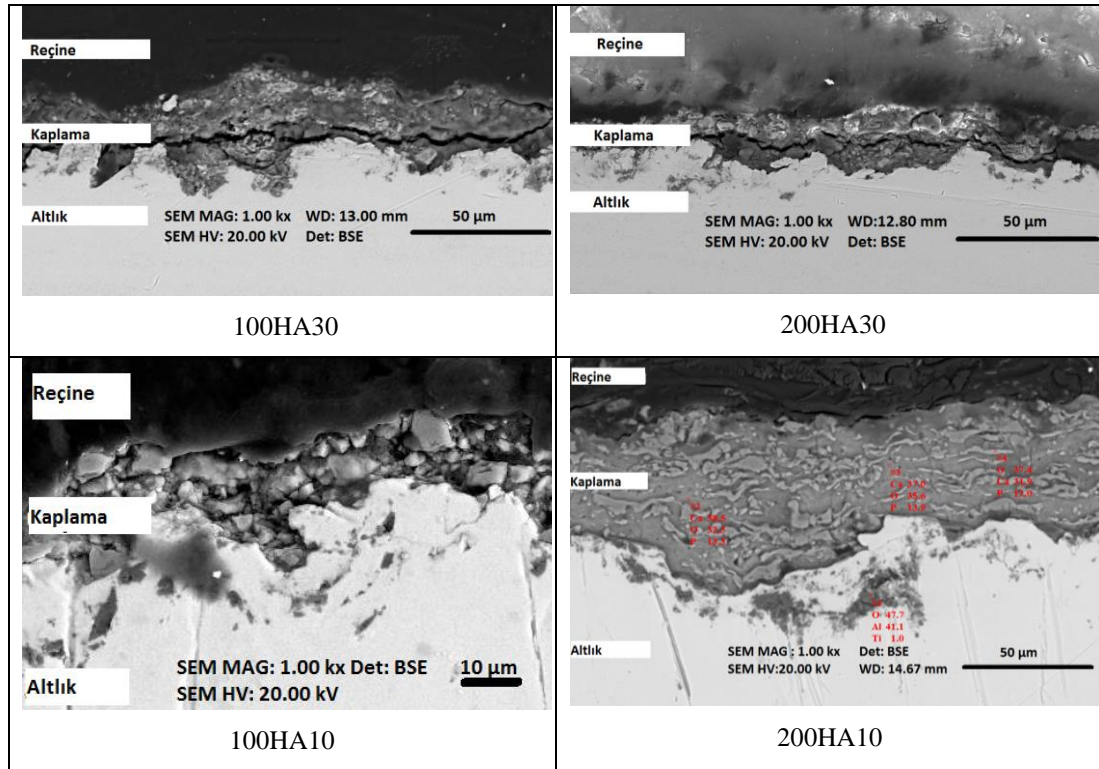 Reçine
Kaplama
Altlık
SEM MAG: 1.00 kx WD: 13.00 mm
SEM HV: 20.00 kV Det: BSE
50 µm
100HA30
Reçine
Kaplama
Altlık
SEM MAG: 1.00 kx WD:12.80 mm
SEM HV: 20.00 kV Det: BSE
50 µm
200HA30
Reçine
Kaplama
Altlık
SEM MAG: 1.00 kx Det: BSE
SEM HV: 20.00 kV
10 µm
100HA10
Reçine
Kaplama
Ca 37.0
O 35.6
P
O 47.7
Al 41.1
Ti 1.0
Altlık
SEM MAG : 1.00 kx Det: BSE
SEM HV:20.00 kV WD: 14.67 mm
50 µm
200HA10